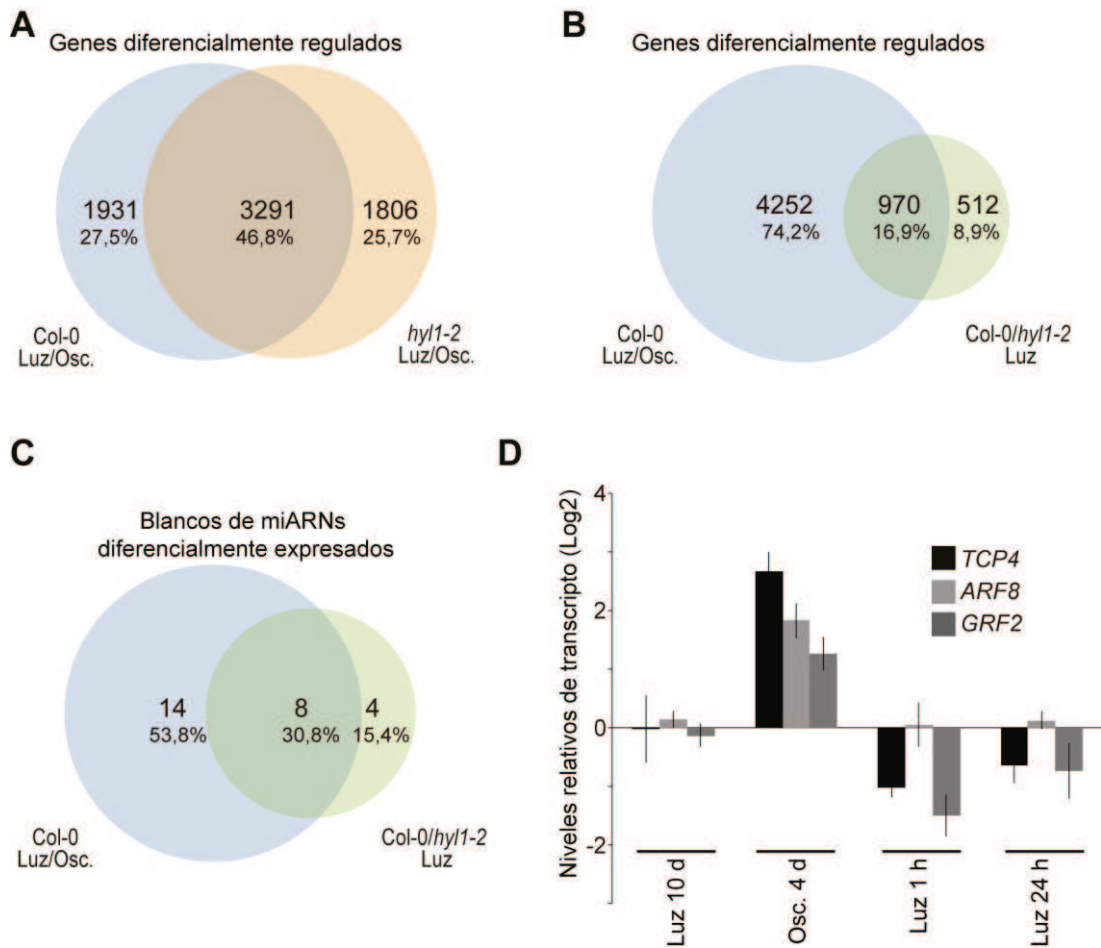 A
Genes diferencialmente regulados
1931
27,5%
3291
46,8%
1806
25,7%
Col-0
Luz/Osc.
hyl1-2
Luz/Osc.
B
Genes diferencialmente regulados
4252
74,2%
970
16,9%
512
8,9%
Col-0
Luz/Osc.
Col-0/hyl1-2
Luz
C
Blancos de miARNs
diferencialmente expresados
14
53,8%
8
30,8%
4
15,4%
Col-0
Luz/Osc.
Col-0/hyl1-2
Luz
D
Niveles relativos de transcripto (Log2)
4
2
0
-2
TCP4
ARF8
GRF2
Luz 10 d
Osc. 4 d
Luz 1 h
Luz 24 h